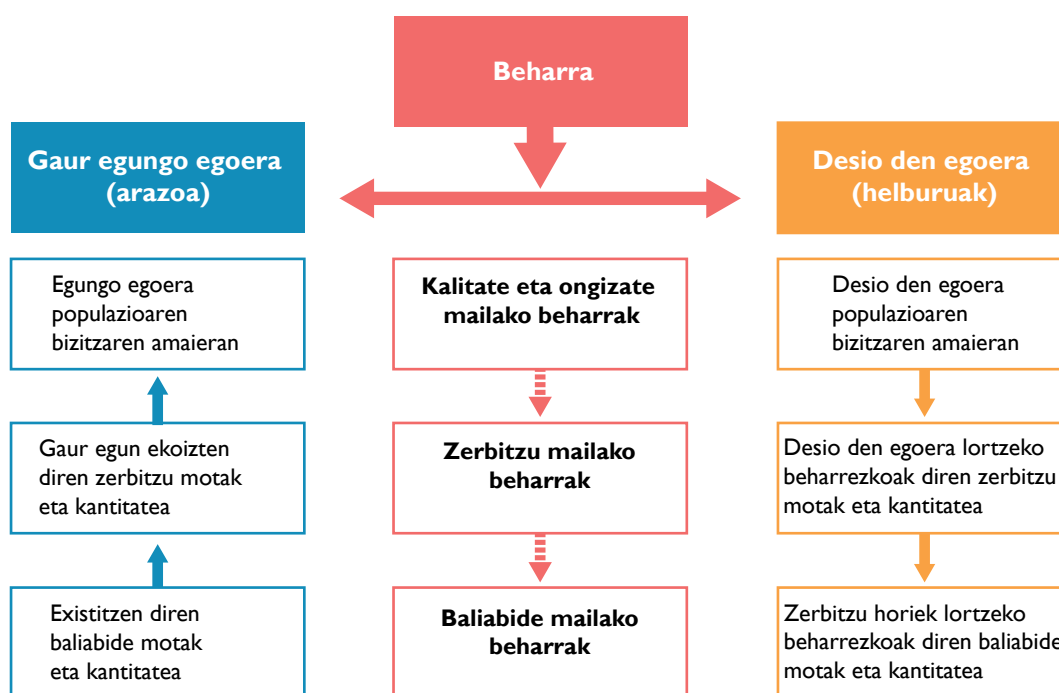 Beharra
Gaur egungo egoera
(arazoa)
Desio den egoera
(helburuak)
Egungo egoera
populazioaren
bizitzaren amaieran
Kalitate eta ongizate
mailako beharrak
Desio den egoera
populazioaren
bizitzaren amaieran
Gaur egun ekoizten
diren zerbitzu motak
eta kantitatea
Zerbitzu mailako
beharrak
Desio den egoera lortzeko
beharrezkoak diren zerbitzu
motak eta kantitatea
Existitzen diren
baliabide motak
eta kantitatea
Baliabide mailako
beharrak
Zerbitzu horiek lortzeko
beharrezkoak diren baliabide
motak eta kantitatea